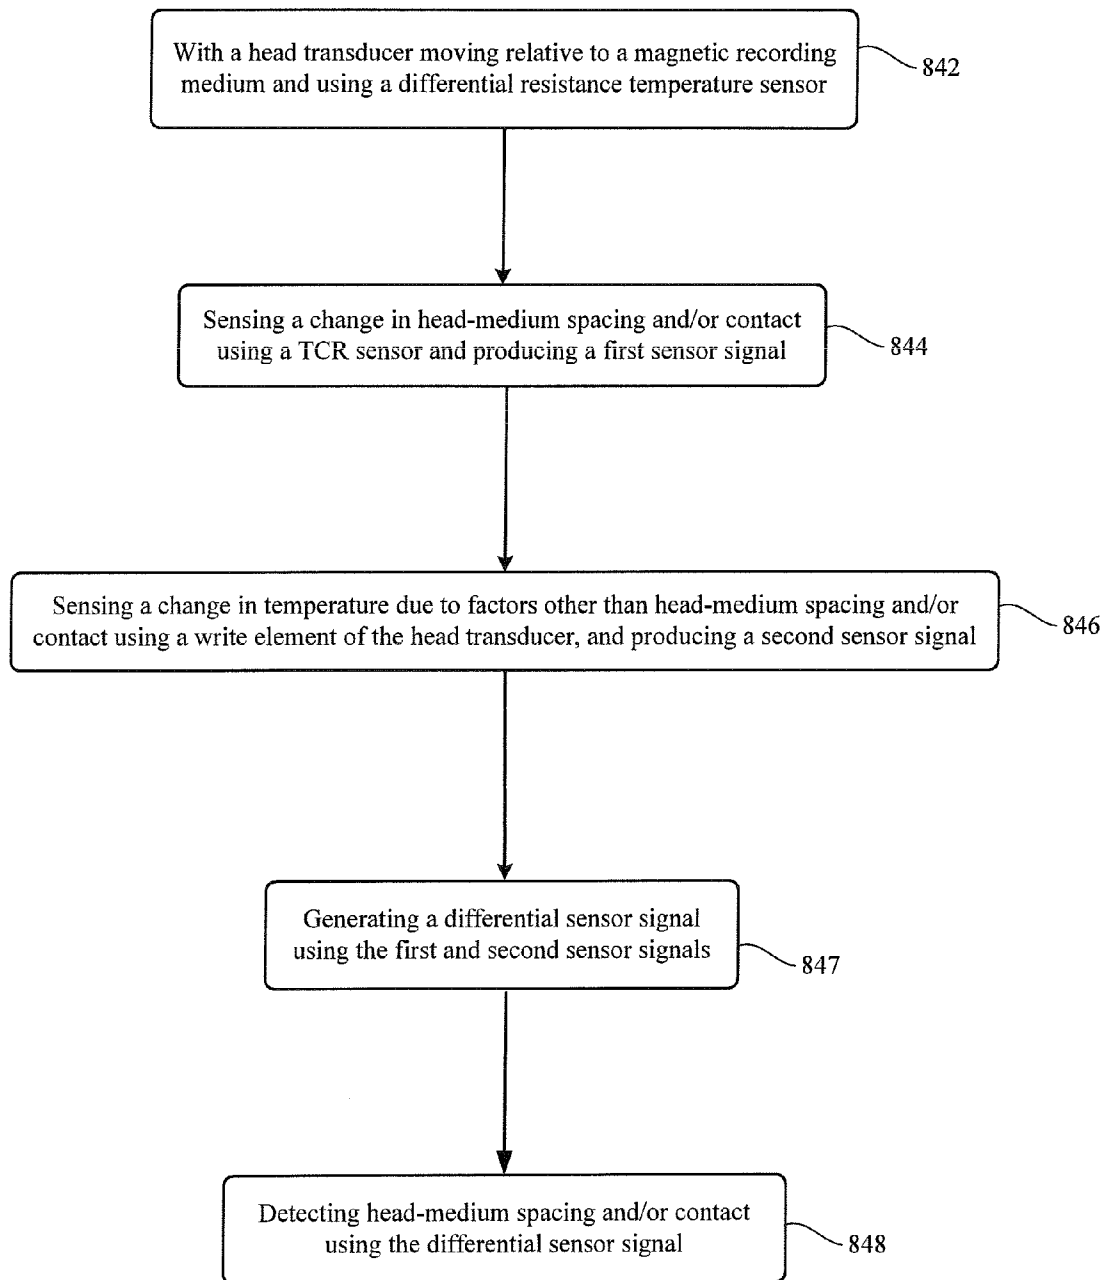 With a head transducer moving relative to a magnetic recording
medium and using a differential resistance temperature sensor
842
Sensing a change in head-medium spacing and/or contact
using a TCR sensor and producing a first sensor signal
844
Sensing a change in temperature due to factors other than head-medium spacing and/or
contact using a write element of the head transducer, and producing a second sensor signal
846
Generating a differential sensor signal
using the first and second sensor signals
847
Detecting head-medium spacing and/or contact
using the differential sensor signal
848